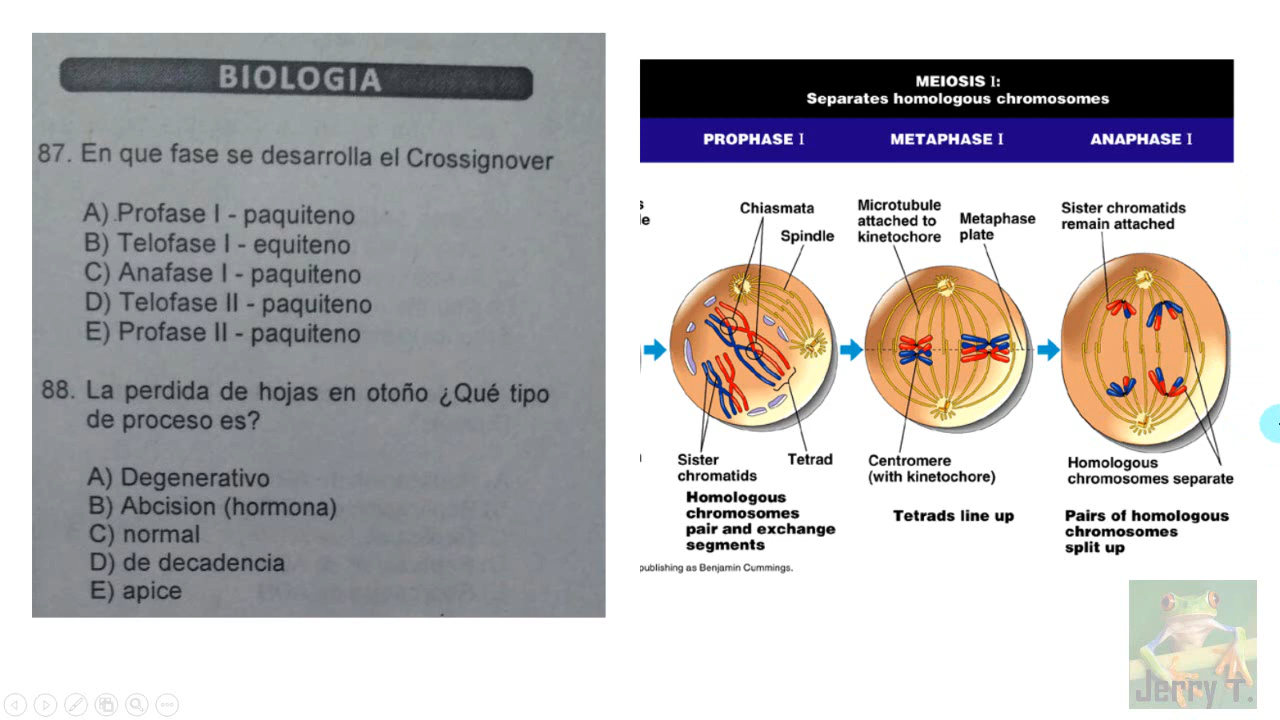 BIOLOGIA
87. En que fase se desarrolla el Crossignover
A) Profase I - paquiteno
B) Telofase I - equiteno
C) Anafase I - paquiteno
D) Telofase II - paquiteno
E) Profase II - paquiteno
88. La perdida de hojas en otoño ¿Qué tipo
de proceso es?
A) Degenerativo
B) Abcision (hormona)
C) normal
D) de decadencia
E) apice
MEIOSIS I:
Separates homologous chromosomes
PROPHASE I
METAPHASE I
ANAPHASE I
Chiasmata
Spindle
Microtubule
attached to
kinetochore
Metaphase
plate
Sister chromatids
remain attached
Sister
chromatids
Tetrad
Centromere
(with kinetochore)
Homologous
chromosomes separate
Homologous
chromosomes
pair and exchange
segments
Tetrads line up
Pairs of homologous
chromosomes
split up
publishing as Benjamin Cummings.
Jerry T.